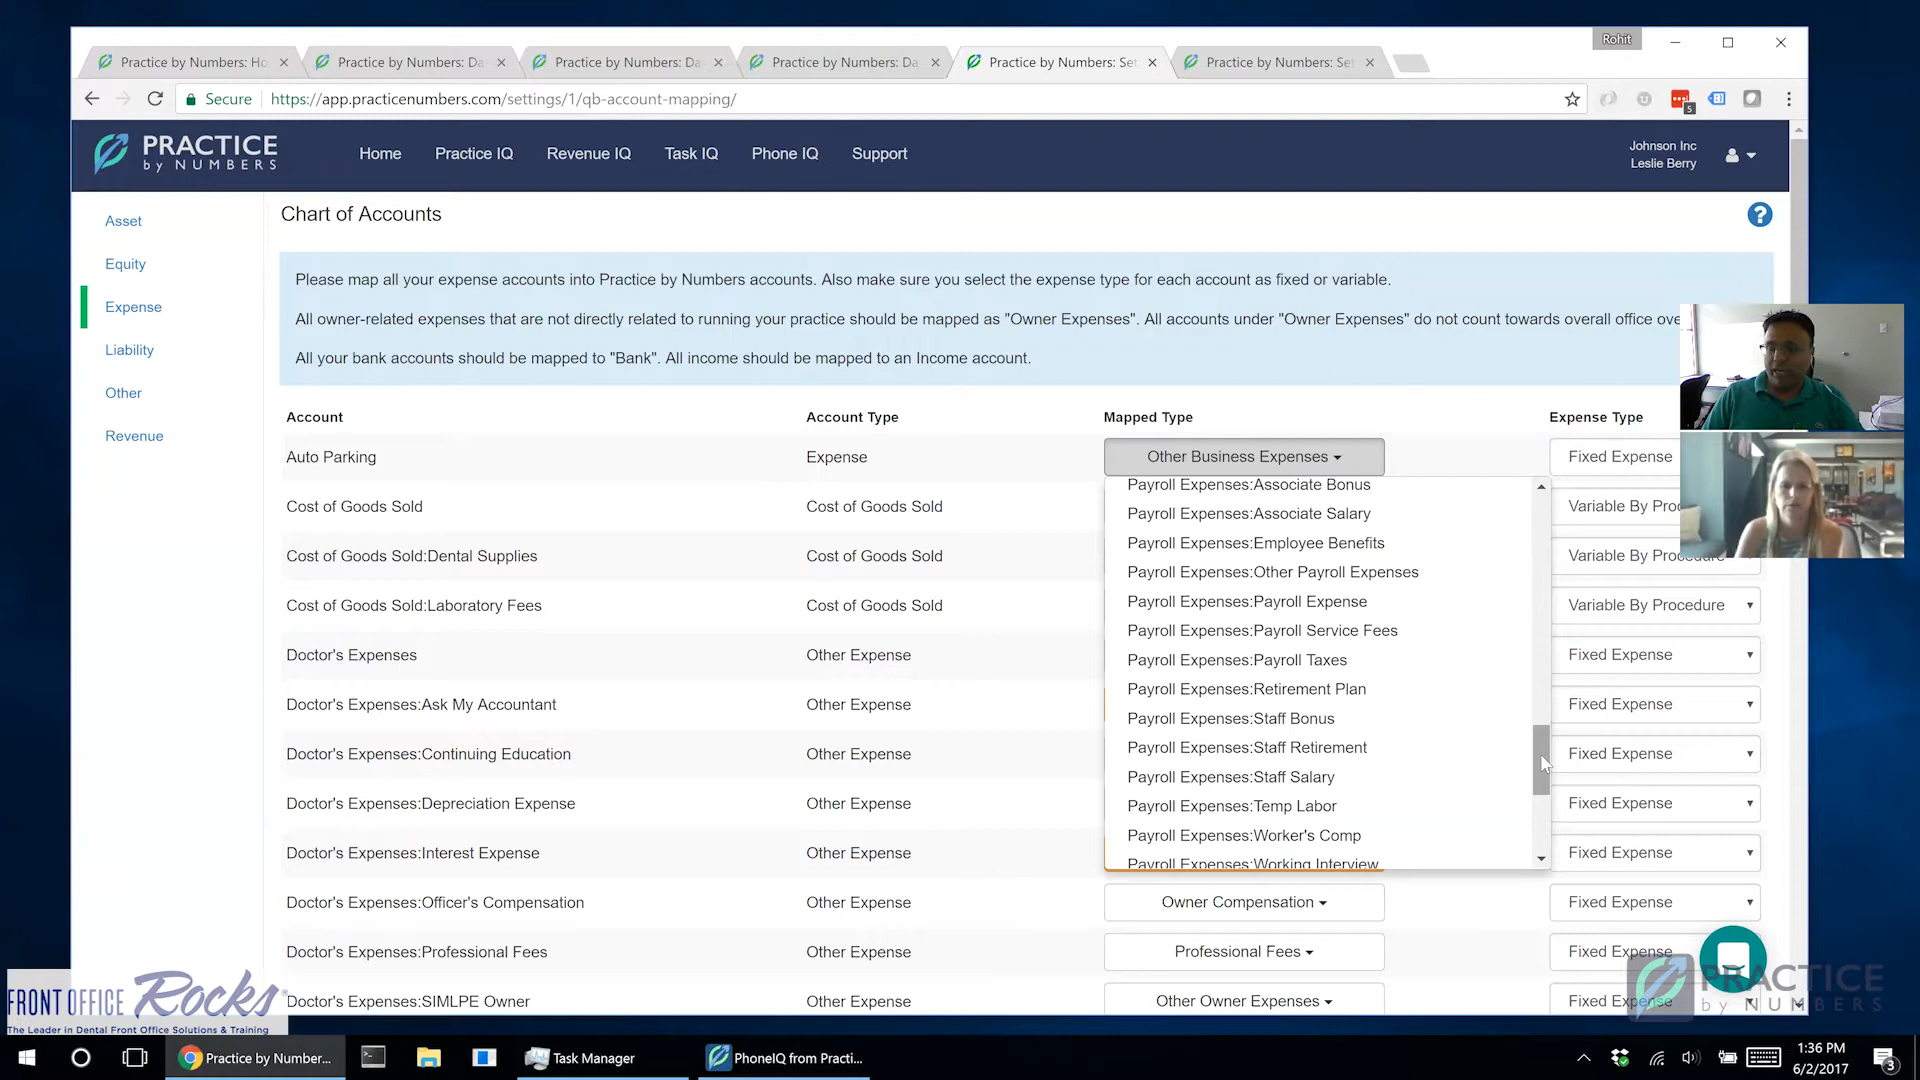 Rohit
Practice by Numbers: Ho
Practice by Numbers: Da
Practice by Numbers: Da
Practice by Numbers: Da
Practice by Numbers: Set
Practice by Numbers: Set
Secure
https://app.practicenumbers.com/settings/1/qb-account-mapping/
5
PRACTICE
by NUMBERS
Home Practice IQ Revenue IQ Task IQ Phone IQ Support
Johnson Inc
Leslie Berry
Asset
Equity
Expense
Liability
Other
Revenue
Chart of Accounts
?
Please map all your expense accounts into Practice by Numbers accounts. Also make sure you select the expense type for each account as fixed or variable.
All owner-related expenses that are not directly related to running your practice should be mapped as "Owner Expenses". All accounts under "Owner Expenses" do not count towards overall office ove
All your bank accounts should be mapped to "Bank". All income should be mapped to an Income account.
Account Account Type Mapped Type Expense Type
Auto Parking Expense Other Business Expenses Fixed Expense
Cost of Goods Sold Cost of Goods Sold Variable By Proc
Cost of Goods Sold:Dental Supplies Cost of Goods Sold Variable By Procedure
Cost of Goods Sold:Laboratory Fees Cost of Goods Sold Variable By Procedure
Doctor's Expenses Other Expense Fixed Expense
Doctor's Expenses:Ask My Accountant Other Expense Fixed Expense
Doctor's Expenses:Continuing Education Other Expense Fixed Expense
Doctor's Expenses:Depreciation Expense Other Expense Fixed Expense
Doctor's Expenses:Interest Expense Other Expense Fixed Expense
Doctor's Expenses:Officer's Compensation Other Expense Owner Compensation Fixed Expense
Doctor's Expenses:Professional Fees Other Expense Professional Fees Fixed Expense
Doctor's Expenses:SIMLPE Owner Other Expense Other Owner Expenses Fixed Expense
Payroll Expenses:Associate Bonus
Payroll Expenses:Associate Salary
Payroll Expenses:Employee Benefits
Payroll Expenses:Other Payroll Expenses
Payroll Expenses:Payroll Expense
Payroll Expenses:Payroll Service Fees
Payroll Expenses:Payroll Taxes
Payroll Expenses:Retirement Plan
Payroll Expenses:Staff Bonus
Payroll Expenses:Staff Retirement
Payroll Expenses:Staff Salary
Payroll Expenses:Temp Labor
Payroll Expenses:Worker's Comp
Payroll Expenses:Working Interview
FRONT OFFICE Rocks
The Leader in Dental Front Office Solutions & Training
PRACTICE
by NUMBERS
Practice by Number...
Task Manager
PhoneIQ from Practi...
1:36 PM
6/2/2017
3